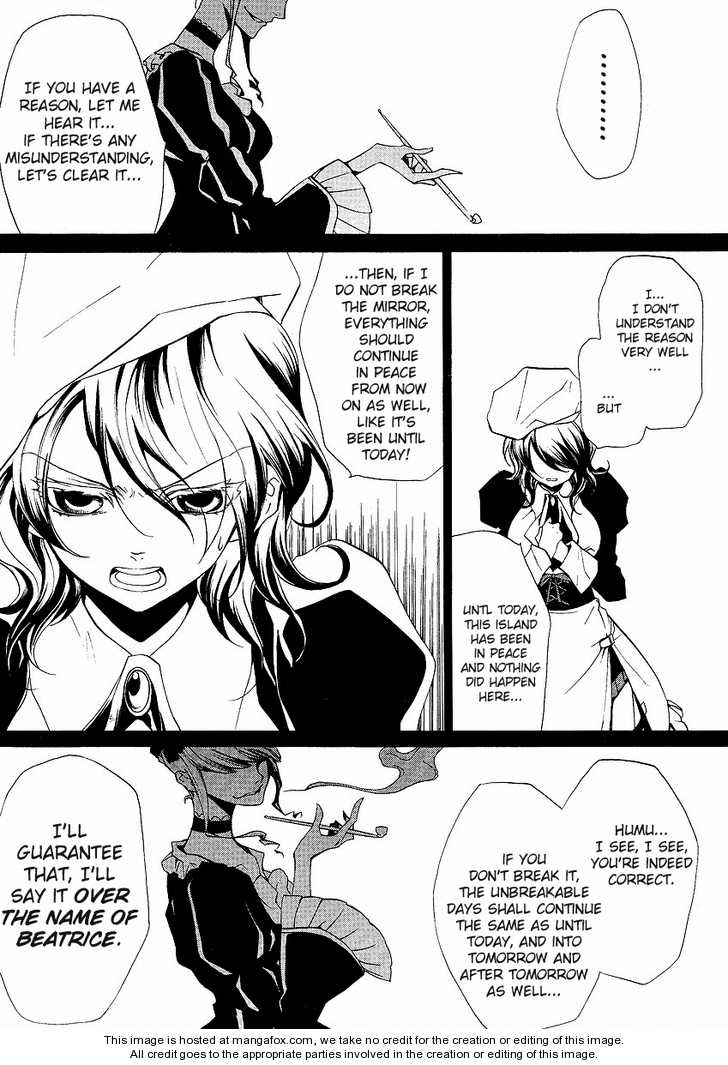 ..........
IF YOU HAVE A
REASON, LET ME
HEAR IT...
IF THERE'S ANY
MISUNDERSTANDING,
LET'S CLEAR IT...
I...
I DON'T
UNDERSTAND
THE REASON
VERY WELL
...
...
BUT
UNTL TODAY,
THIS ISLAND
HAS BEEN
IN PEACE
AND NOTHING
DID HAPPEN
HERE...
...THEN, IF I
DO NOT BREAK
THE MIRROR,
EVERYTHING
SHOULD
CONTINUE
IN PEACE
FROM NOW
ON AS WELL,
LIKE IT'S
BEEN UNTIL
TODAY!
HUMU...
I SEE, I SEE,
YOU'RE INDEED
CORRECT.
IF YOU
DON'T BREAK IT,
THE UNBREAKABLE
DAYS SHALL CONTINUE
THE SAME AS UNTIL
TODAY, AND INTO
TOMORROW AND
AFTER TOMORROW
AS WELL...
I'LL
GUARANTEE
THAT, I'LL
SAY IT OVER
THE NAME OF
BEATRICE.
This image is hosted at mangafox.com, we take no credit for the creation or editing of this image.
All credit goes to the appropriate parties involved in the creation or editing of this image.